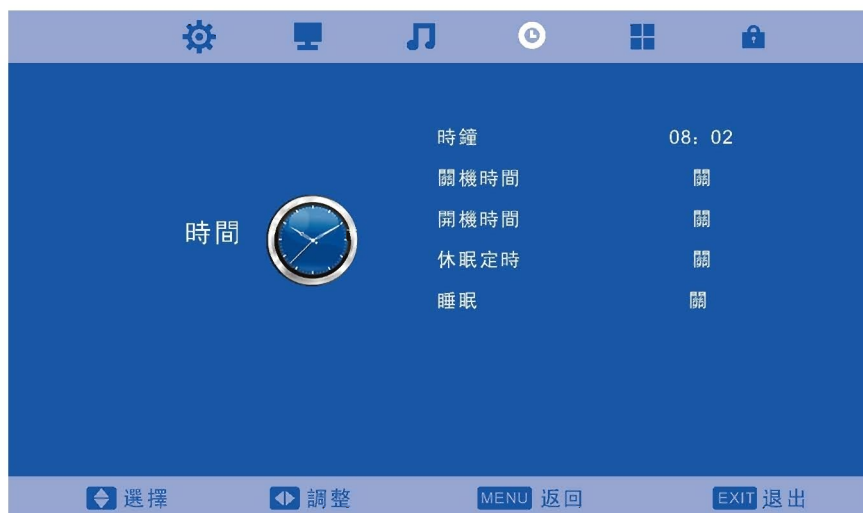 時鐘 08：02
關機時間 關
開機時間 關
時間
休眠定時 關
睡眠 關
選擇 調整 MENU 返回 EXIT 退出